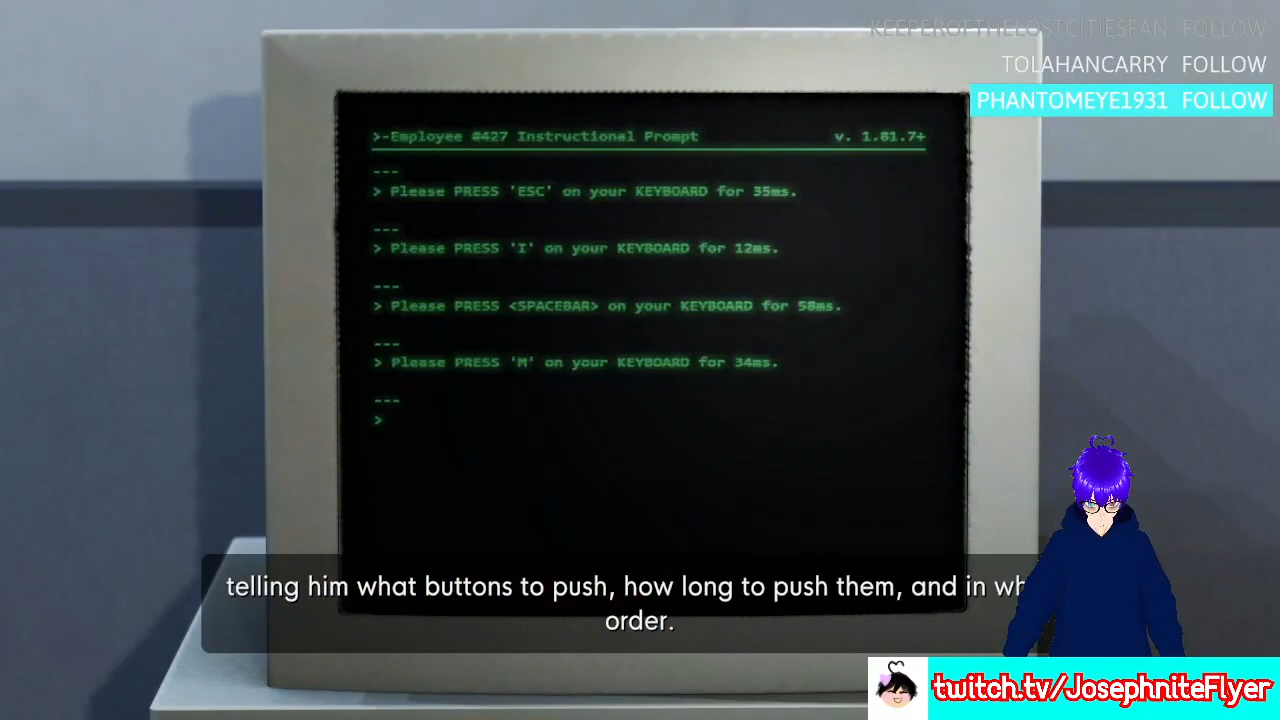 KEEPEROFTHELOSTCITIESFAN FOLLOW
TOLAHANCARRY FOLLOW
PHANTOMEYE1931 FOLLOW
>-Employee #427 Instructional Prompt v. 1.81.7+
---
> Please PRESS 'ESC' on your KEYBOARD for 35ms.
---
> Please PRESS 'I' on your KEYBOARD for 12ms.
---
> Please PRESS <SPACEBAR> on your KEYBOARD for 58ms.
---
> Please PRESS 'M' on your KEYBOARD for 34ms.
---
>
telling him what buttons to push, how long to push them, and in wh
order.
twitch.tv/JosephniteFlyer